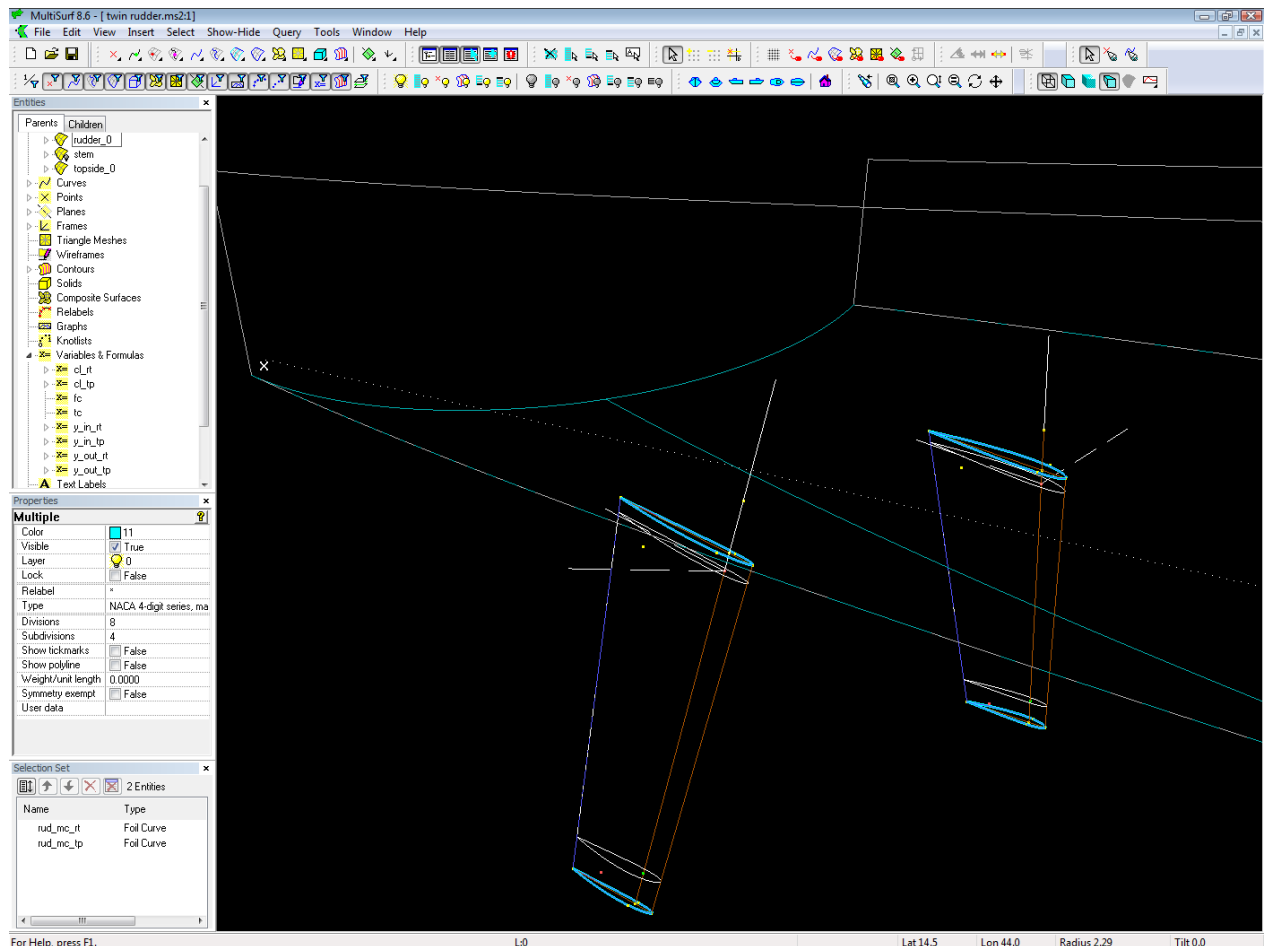 MultiSurf 8.6 - [ twin rudder.ms2:1]
File Edit View Insert Select Show-Hide Query Tools Window Help
Entities
Parents Children
rudder_0
stem
topside_0
Curves
Points
Planes
Frames
Triangle Meshes
Wireframes
Contours
Solids
Composite Surfaces
Relabels
Graphs
Knotlists
X= Variables & Formulas
X= cl_rt
X= cl_tp
X= fc
X= tc
X= y_in_rt
X= y_in_tp
X= y_out_rt
X= y_out_tp
A Text Labels
Properties
Multiple
Color 11
Visible True
Layer 0
Lock False
Relabel *
Type NACA 4-digit series, ma
Divisions 8
Subdivisions 4
Show tickmarks False
Show polyline False
Weight/unit length 0.0000
Symmetry exempt False
User data
Selection Set
2 Entities
Name Type
rud_mc_rt Foil Curve
rud_mc_tp Foil Curve
For Help, press F1. L:0 Lat 14.5 Lon 44.0 Radius 2.29 Tilt 0.0